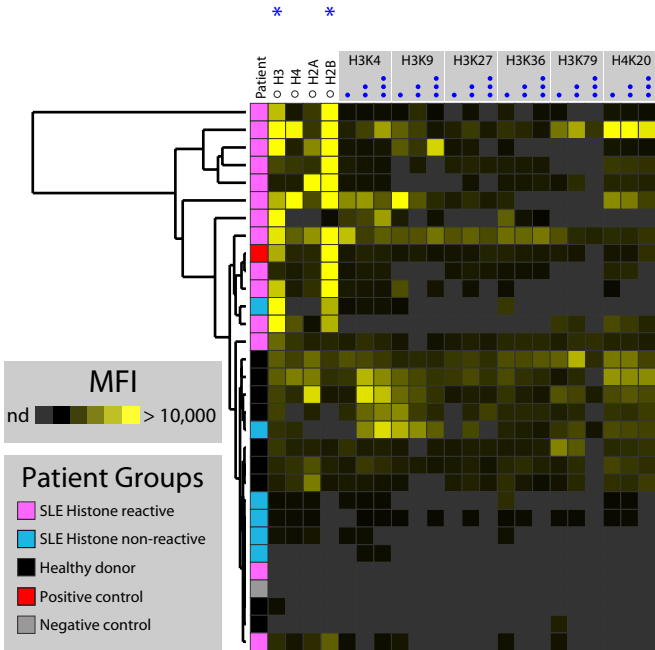 * *
Patient
○ H3
○ H4
○ H2A
○ H2B
H3K4 H3K9 H3K27 H3K36 H3K79 H4K20
MFI
nd > 10,000
Patient Groups
SLE Histone reactive
SLE Histone non-reactive
Healthy donor
Positive control
Negative control